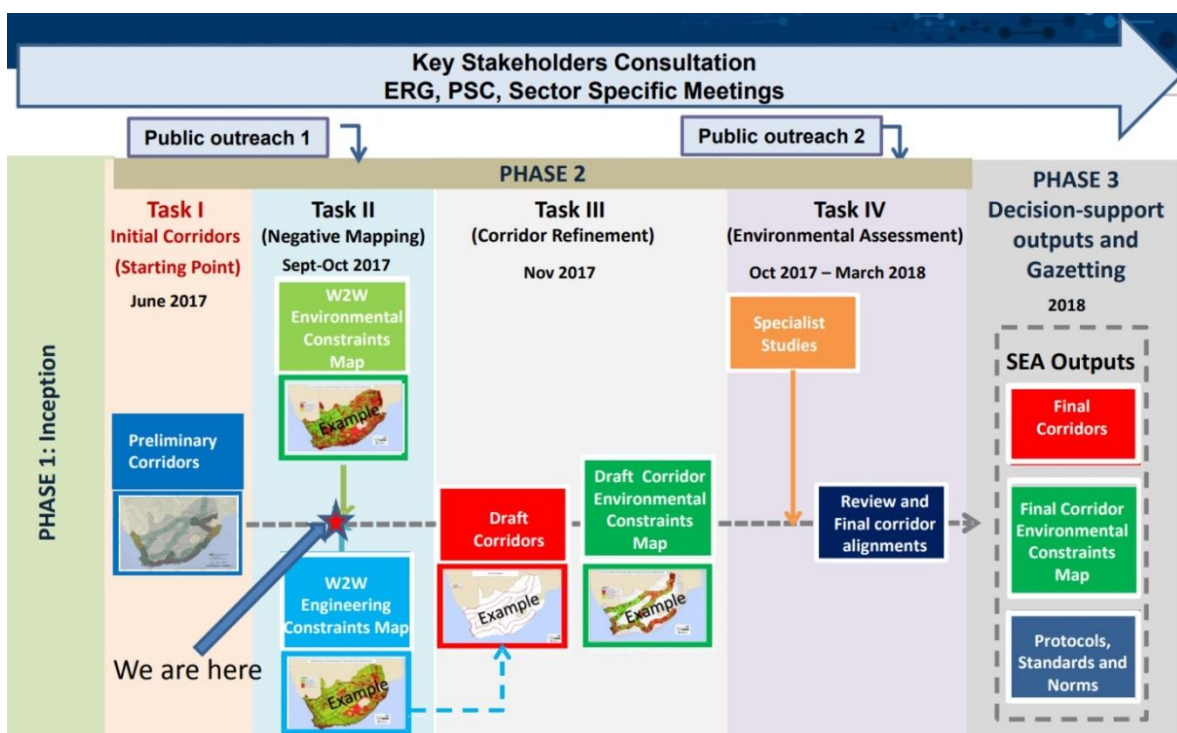 Key Stakeholders Consultation
ERG, PSC, Sector Specific Meetings
Public outreach 1
Public outreach 2
PHASE 1: Inception
PHASE 2
Task I
Initial Corridors
(Starting Point)
June 2017
Preliminary
Corridors
We are here
Task II
(Negative Mapping)
Sept-Oct 2017
W2W
Environmental
Constraints
Map
Example
W2W
Engineering
Constraints Map
Example
Task III
(Corridor Refinement)
Nov 2017
Draft
Corridors
Example
Draft Corridor
Environmental
Constraints
Map
Example
Task IV
(Environmental Assessment)
Oct 2017 – March 2018
Specialist
Studies
Review and
Final corridor
alignments
PHASE 3
Decision-support
outputs and
Gazetting
2018
SEA Outputs
Final
Corridors
Final Corridor
Environmental
Constraints
Map
Protocols,
Standards and
Norms